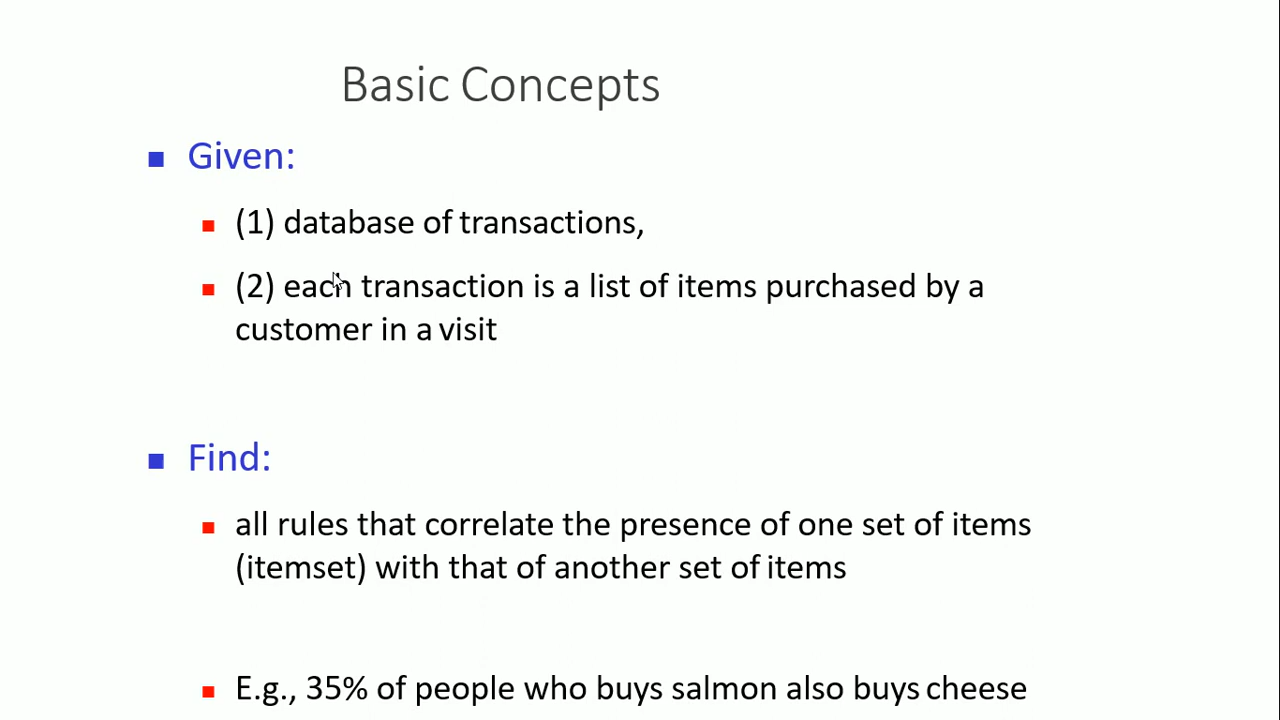 Basic Concepts
Given:
(1) database of transactions,
(2) each transaction is a list of items purchased by a
customer in a visit
Find:
all rules that correlate the presence of one set of items
(itemset) with that of another set of items
E.g., 35% of people who buys salmon also buys cheese